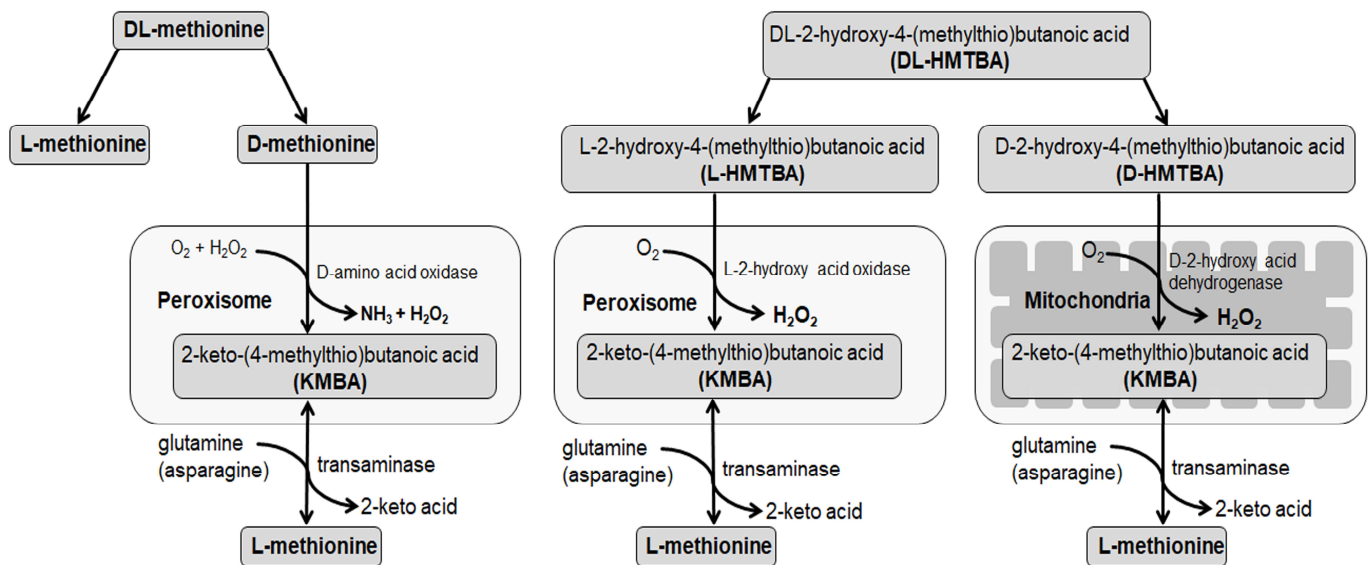 DL-methionine
L-methionine
D-methionine
O₂ + H₂O₂
D-amino acid oxidase
Peroxisome
NH₃ + H₂O₂
2-keto-(4-methylthio)butanoic acid
(KMBA)
glutamine
(asparagine)
transaminase
2-keto acid
L-methionine
DL-2-hydroxy-4-(methylthio)butanoic acid
(DL-HMTBA)
L-2-hydroxy-4-(methylthio)butanoic acid
(L-HMTBA)
O₂
L-2-hydroxy acid oxidase
Peroxisome
H₂O₂
2-keto-(4-methylthio)butanoic acid
(KMBA)
glutamine
(asparagine)
transaminase
2-keto acid
L-methionine
D-2-hydroxy-4-(methylthio)butanoic acid
(D-HMTBA)
O₂
D-2-hydroxy acid
dehydrogenase
Mitochondria
H₂O₂
2-keto-(4-methylthio)butanoic acid
(KMBA)
glutamine
(asparagine)
transaminase
2-keto acid
L-methionine